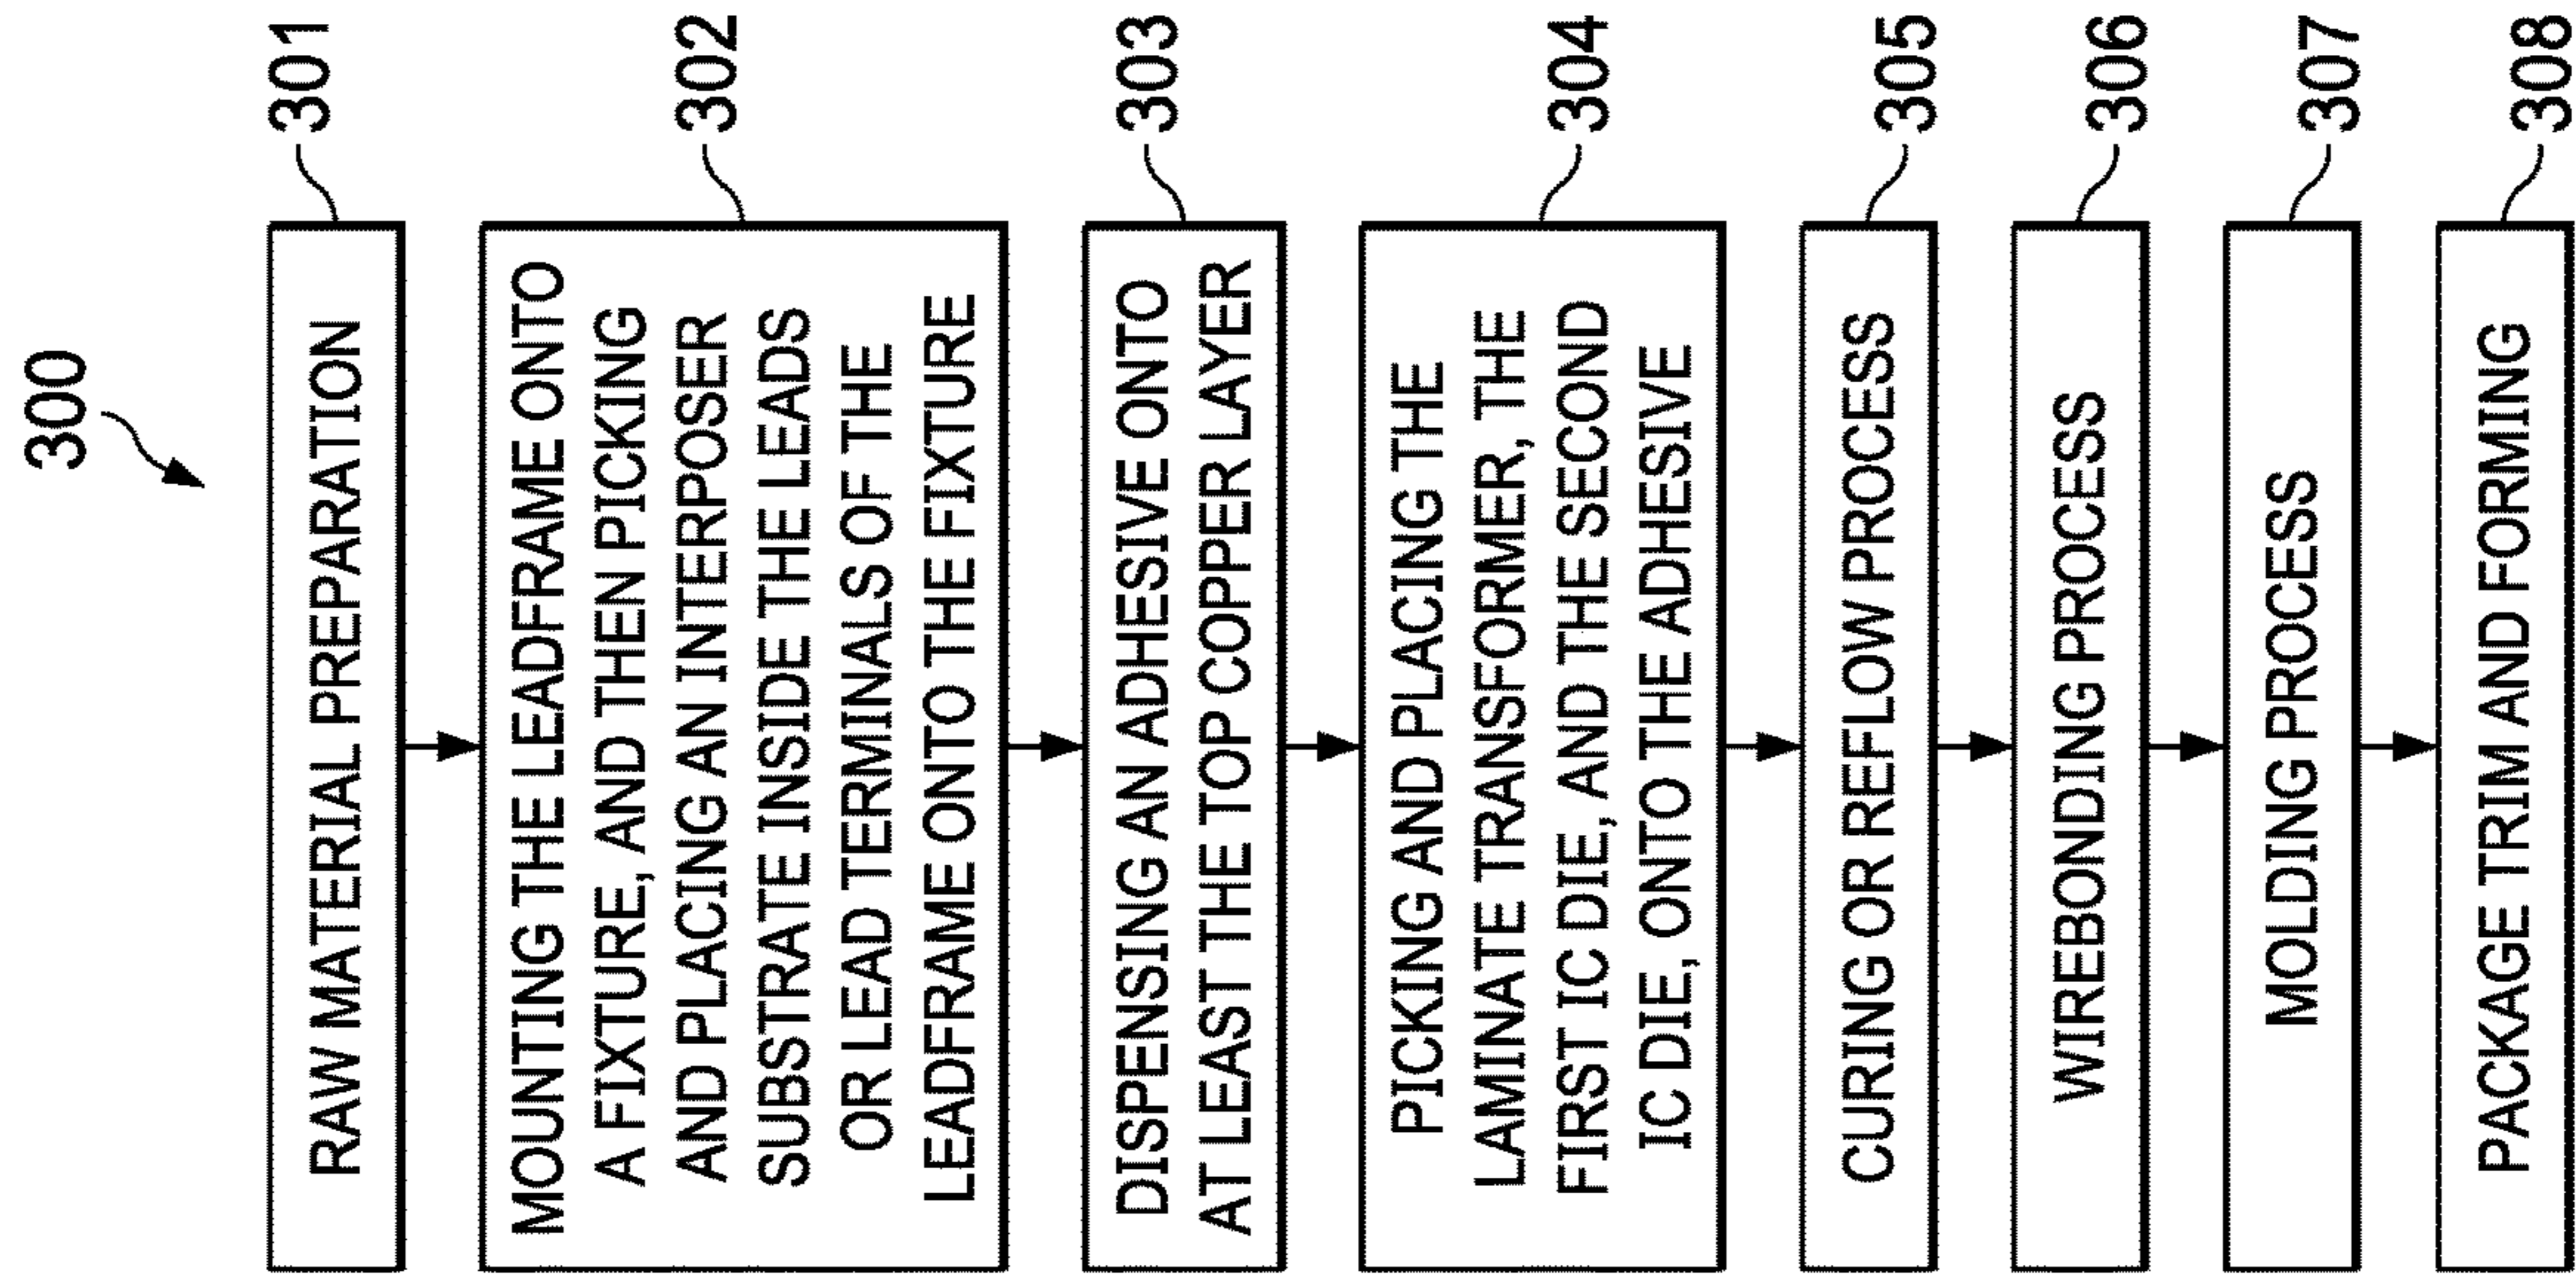 300
RAW MATERIAL PREPARATION
301
MOUNTING THE LEADFRAME ONTO
A FIXTURE, AND THEN PICKING
AND PLACING AN INTERPOSER
SUBSTRATE INSIDE THE LEADS
OR LEAD TERMINALS OF THE
LEADFRAME ONTO THE FIXTURE
302
DISPENSING AN ADHESIVE ONTO
AT LEAST THE TOP COPPER LAYER
303
PICKING AND PLACING THE
LAMINATE TRANSFORMER, THE
FIRST IC DIE, AND THE SECOND
IC DIE, ONTO THE ADHESIVE
304
CURING OR REFLOW PROCESS
305
WIREBONDING PROCESS
306
MOLDING PROCESS
307
PACKAGE TRIM AND FORMING
308